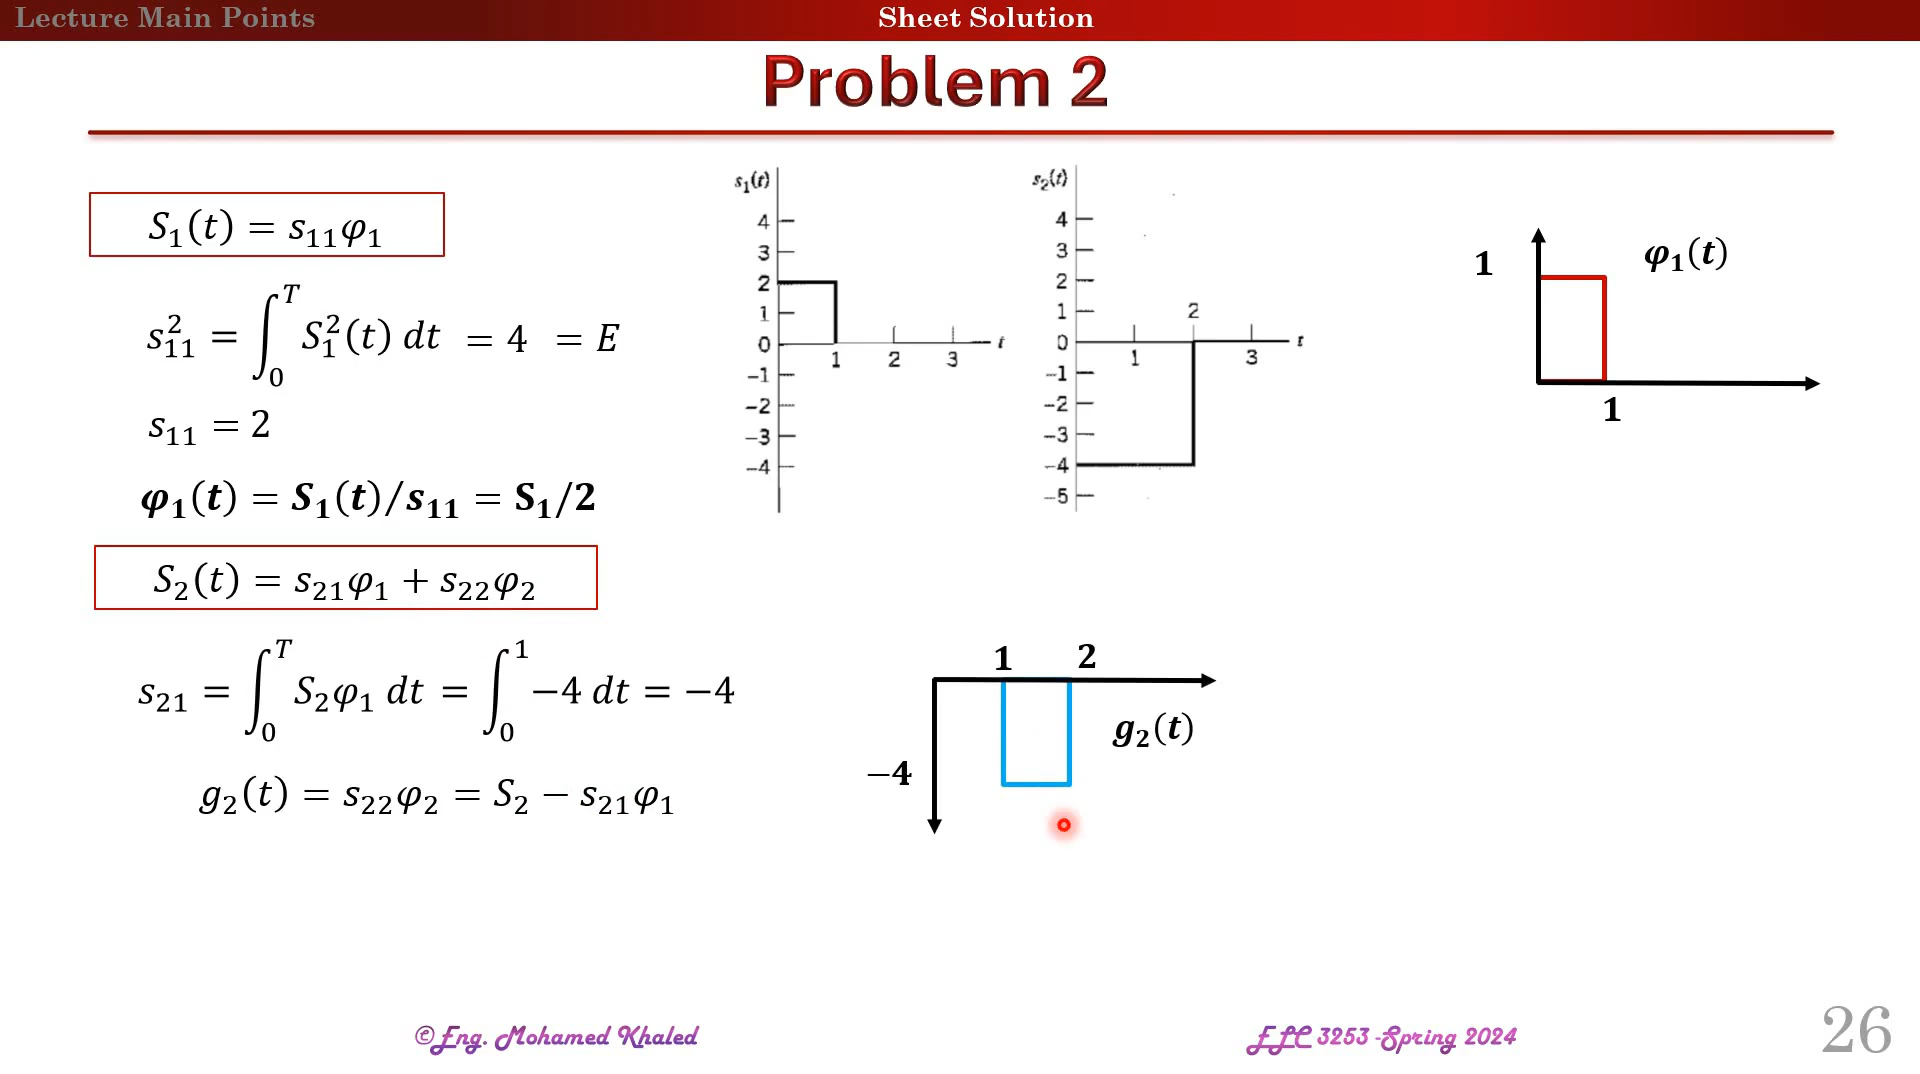 Lecture Main Points
Sheet Solution
Problem 2
S₁(t) = s₁₁φ₁
s₁₁² = ∫₀ᵀ S₁²(t) dt = 4 = E
s₁₁ = 2
φ₁(t) = S₁(t)/s₁₁ = S₁/2
S₂(t) = s₂₁φ₁ + s₂₂φ₂
s₂₁ = ∫₀ᵀ S₂φ₁ dt = ∫₀¹ −4 dt = −4
g₂(t) = s₂₂φ₂ = S₂ − s₂₁φ₁
s₁(t)
4
3
2
1
0
−1
−2
−3
−4
1 2 3 t
s₂(t)
4
3
2
1
0
−1
−2
−3
−4
−5
1 2 3 t
1
φ₁(t)
1
1 2
g₂(t)
−4
©Eng. Mohamed Khaled
ELC 3253 -Spring 2024
26